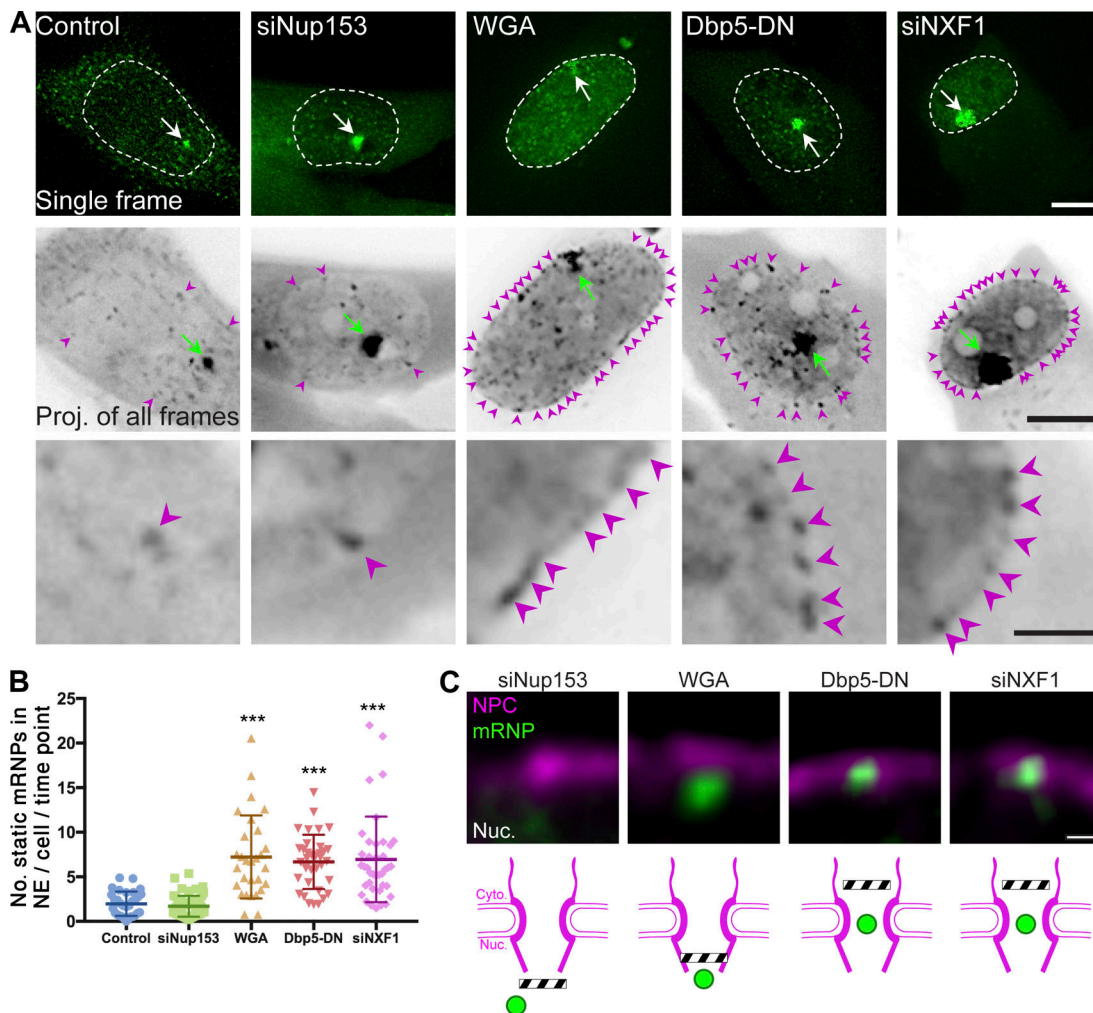 A
Control
siNup153
WGA
Dbp5-DN
siNXF1
Single frame
Proj. of all frames
B
No. static mRNPs in
NE / cell / time point
25
20
15
10
5
0
***
***
***
Control
siNup153
WGA
Dbp5-DN
siNXF1
C
siNup153
WGA
Dbp5-DN
siNXF1
NPC
mRNP
Nuc.
Cyto.
Nuc.